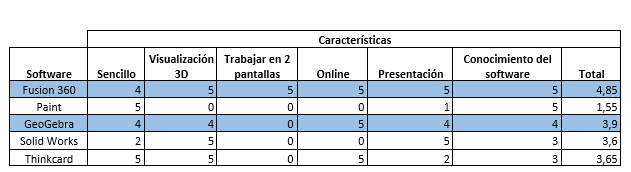 Características
Software Sencillo Visualización 3D Trabajar en 2 pantallas Online Presentación Conocimiento del software Total
Fusion 360 4 5 5 5 5 5 4,85
Paint 5 0 0 0 1 5 1,55
GeoGebra 4 4 0 5 4 4 3,9
Solid Works 2 5 0 0 5 3 3,6
Thinkcard 5 5 0 5 2 3 3,65